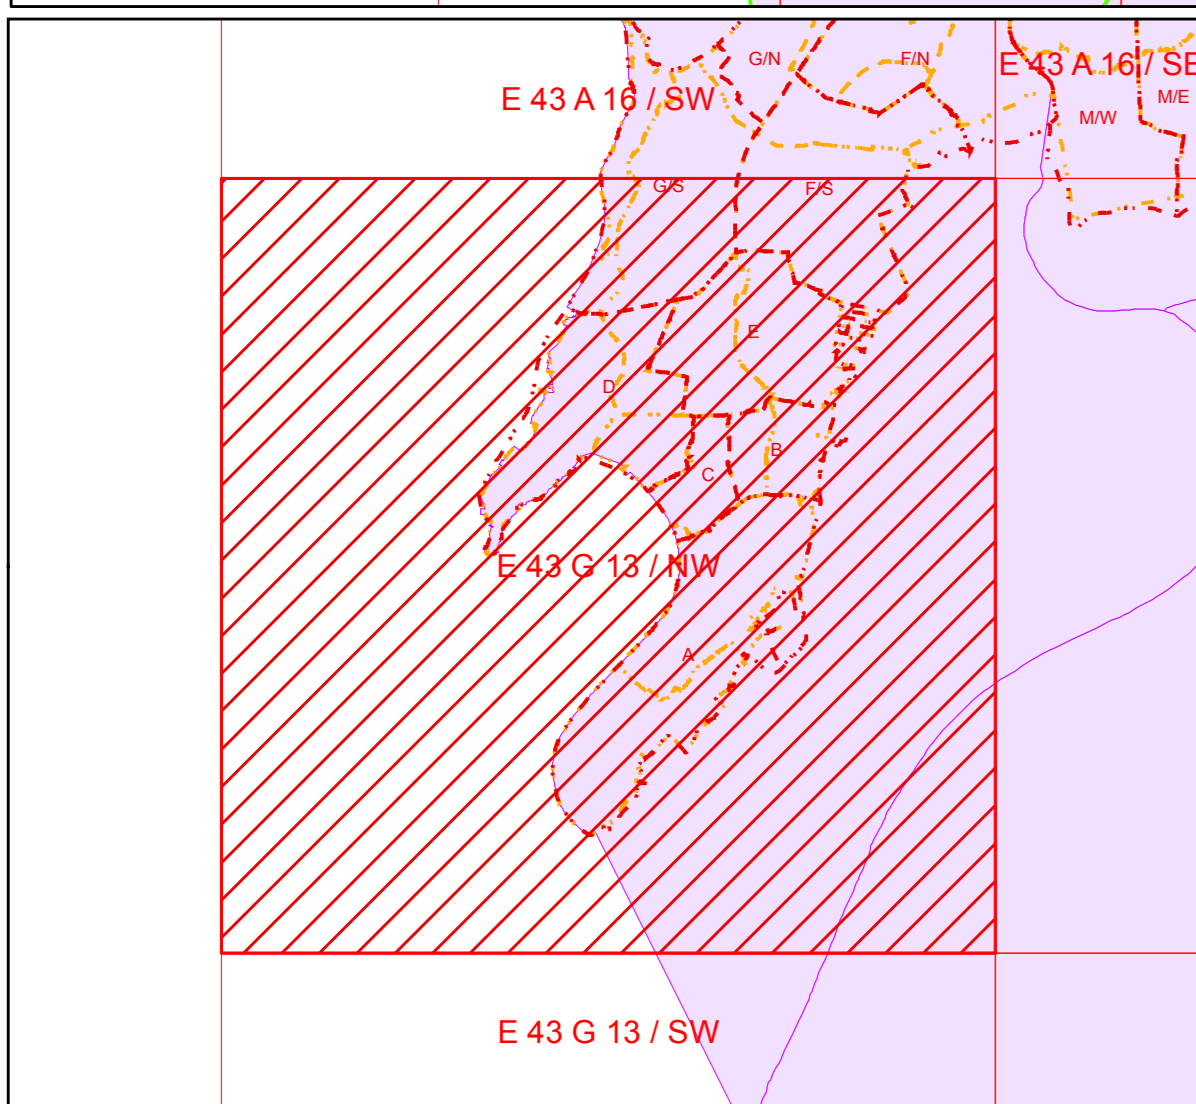 G/N
F/N
E 43 A 16 / SE
E 43 A 16 / SW
M/E
M/W
G/S
F/S
E
D
B
C
E 43 G 13 / NW
A
E 43 G 13 / SW